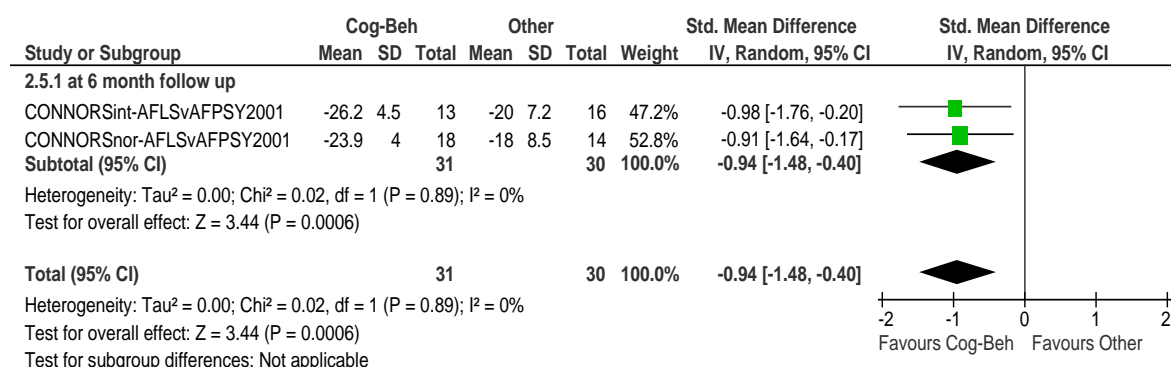 Cog-Beh Other Std. Mean Difference Std. Mean Difference
Study or Subgroup Mean SD Total Mean SD Total Weight IV, Random, 95% CI IV, Random, 95% CI
2.5.1 at 6 month follow up
CONNORSint-AFLSvAFPSY2001 -26.2 4.5 13 -20 7.2 16 47.2% -0.98 [-1.76, -0.20]
CONNORSnor-AFLSvAFPSY2001 -23.9 4 18 -18 8.5 14 52.8% -0.91 [-1.64, -0.17]
Subtotal (95% CI) 31 30 100.0% -0.94 [-1.48, -0.40]
Heterogeneity: Tau² = 0.00; Chi² = 0.02, df = 1 (P = 0.89); I² = 0%
Test for overall effect: Z = 3.44 (P = 0.0006)
Total (95% CI) 31 30 100.0% -0.94 [-1.48, -0.40]
Heterogeneity: Tau² = 0.00; Chi² = 0.02, df = 1 (P = 0.89); I² = 0%
Test for overall effect: Z = 3.44 (P = 0.0006)
Test for subgroup differences: Not applicable
-2 -1 0 1 2
Favours Cog-Beh Favours Other